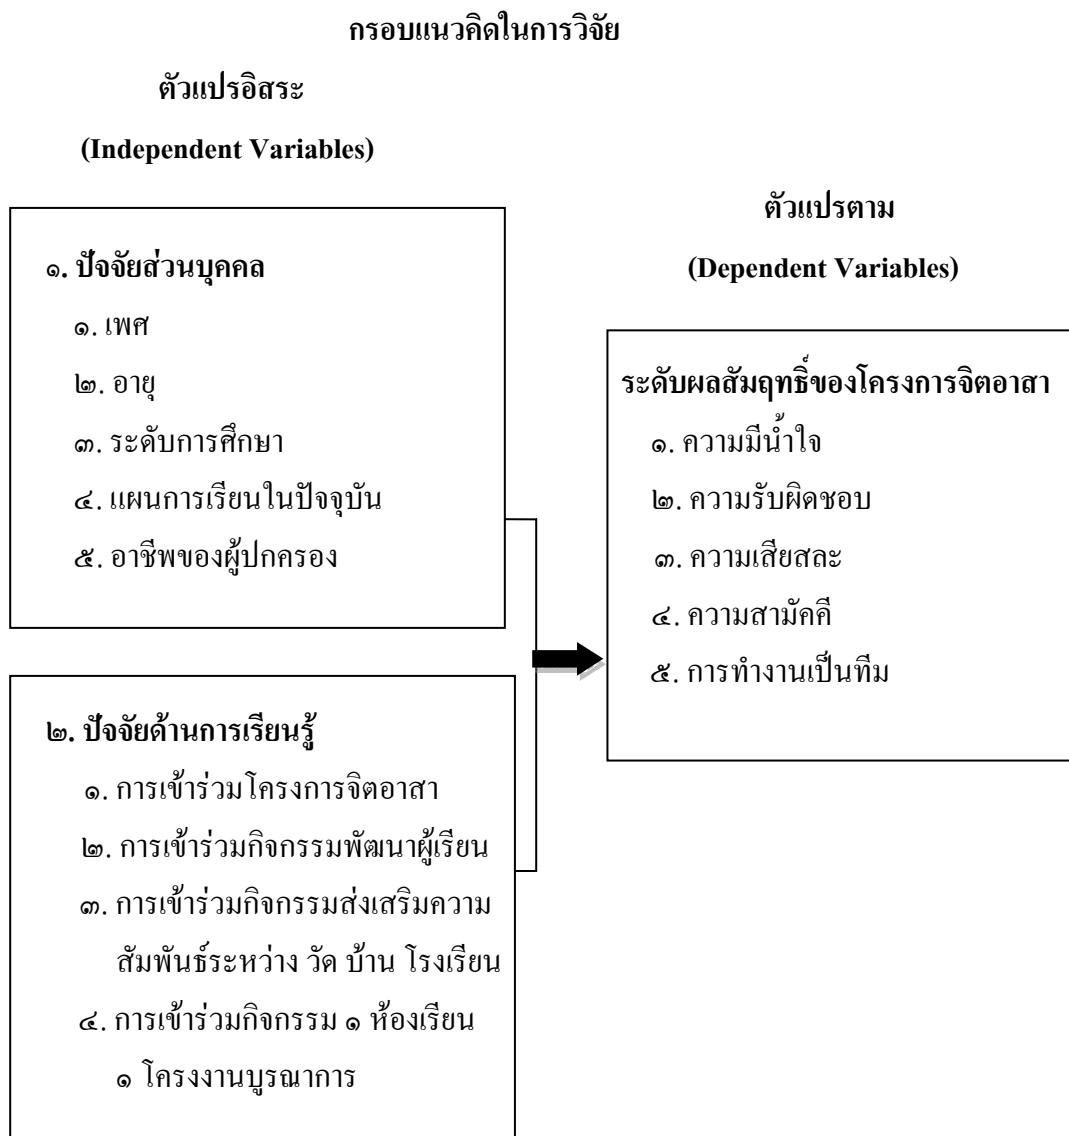 กรอบแนวคิดในการวิจัย
ตัวแปรอิสระ
(Independent Variables)
๑. ปัจจัยส่วนบุคคล
๑. เพศ
๒. อายุ
๓. ระดับการศึกษา
๔. แผนการเรียนในปัจจุบัน
๕. อาชีพของผู้ปกครอง
๒. ปัจจัยด้านการเรียนรู้
๑. การเข้าร่วมโครงการจิตอาสา
๒. การเข้าร่วมกิจกรรมพัฒนาผู้เรียน
๓. การเข้าร่วมกิจกรรมส่งเสริมความ
สัมพันธ์ระหว่าง วัด บ้าน โรงเรียน
๔. การเข้าร่วมกิจกรรม ๑ ห้องเรียน
๑ โครงงานบูรณาการ
ตัวแปรตาม
(Dependent Variables)
ระดับผลสัมฤทธิ์ของโครงการจิตอาสา
๑. ความมีน้ำใจ
๒. ความรับผิดชอบ
๓. ความเสียสละ
๔. ความสามัคคี
๕. การทำงานเป็นทีม